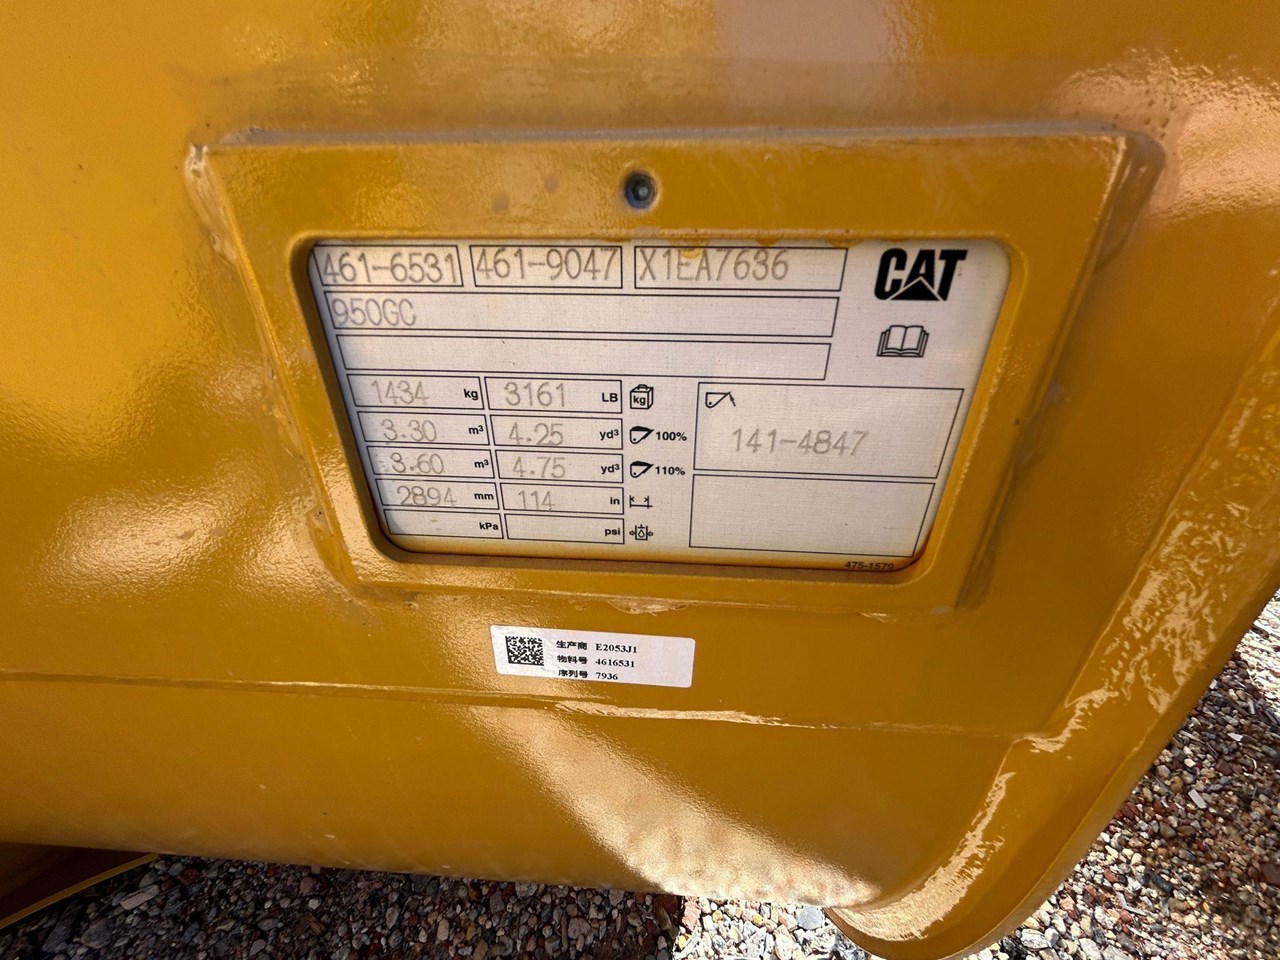 461-6531 461-9047 X1EA7636 CAT
950GC
1434 kg 3161 LB kg
3.30 m³ 4.25 yd³ 100%
141-4847
3.60 m³ 4.75 yd³ 110%
2894 mm 114 in
kPa psi
475-1579
生产商 E2053J1
物料号 4616531
序列号 7936